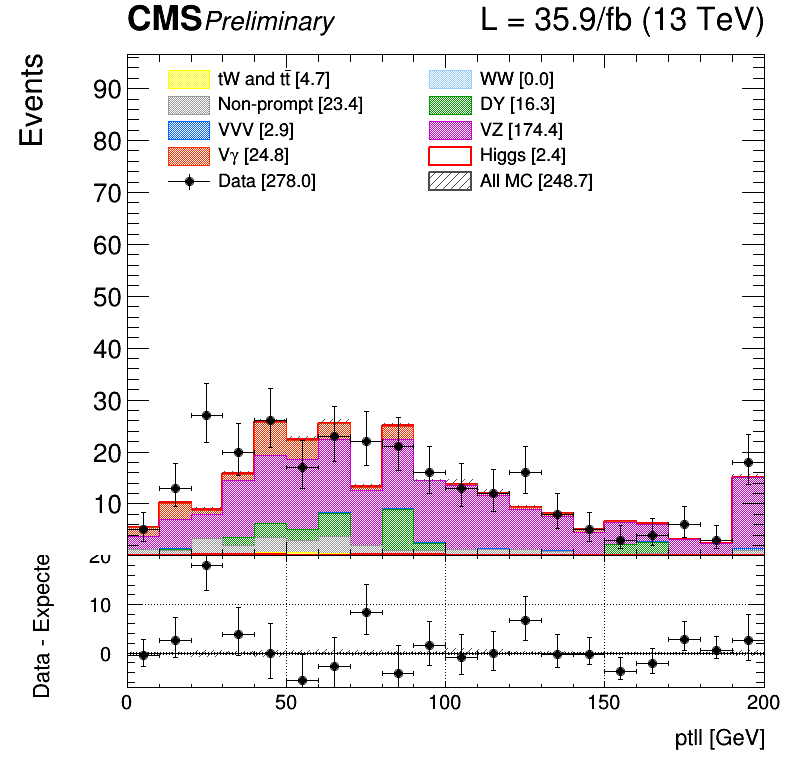 CMS Preliminary L = 35.9/fb (13 TeV)
Events
tW and tt̄ [4.7] WW [0.0]
Non-prompt [23.4] DY [16.3]
VVV [2.9] VZ [174.4]
Vγ [24.8] Higgs [2.4]
Data [278.0] All MC [248.7]
90
80
70
60
50
40
30
20
10
Data - Expecte
20
10
0
0 50 100 150 200
ptll [GeV]